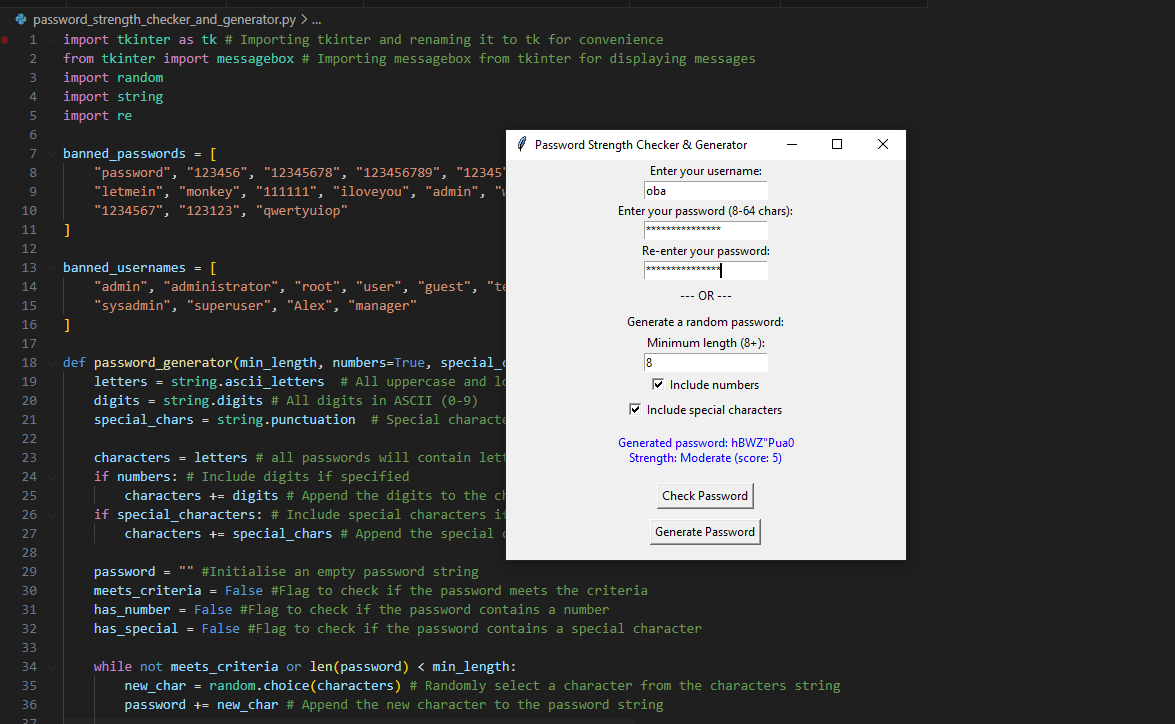 password_strength_checker_and_generator.py > ...
1 import tkinter as tk # Importing tkinter and renaming it to tk for convenience
2 from tkinter import messagebox # Importing messagebox from tkinter for displaying messages
3 import random
4 import string
5 import re
6
7 banned_passwords = [
8 "password", "123456", "12345678", "123456789", "12345"
9 "letmein", "monkey", "111111", "iloveyou", "admin", "
10 "1234567", "123123", "qwertyuiop"
11 ]
12
13 banned_usernames = [
14 "admin", "administrator", "root", "user", "guest", "te
15 "sysadmin", "superuser", "Alex", "manager"
16 ]
17
18 def password_generator(min_length, numbers=True, special_c
19 letters = string.ascii_letters # All uppercase and lo
20 digits = string.digits # All digits in ASCII (0-9)
21 special_chars = string.punctuation # Special characte
22
23 characters = letters # all passwords will contain lett
24 if numbers: # Include digits if specified
25 characters += digits # Append the digits to the ch
26 if special_characters: # Include special characters i
27 characters += special_chars # Append the special c
28
29 password = "" #Initialise an empty password string
30 meets_criteria = False #Flag to check if the password meets the criteria
31 has_number = False #Flag to check if the password contains a number
32 has_special = False #Flag to check if the password contains a special character
33
34 while not meets_criteria or len(password) < min_length:
35 new_char = random.choice(characters) # Randomly select a character from the characters string
36 password += new_char # Append the new character to the password string
37
Password Strength Checker & Generator
Enter your username:
oba
Enter your password (8-64 chars):
***************
Re-enter your password:
***************
--- OR ---
Generate a random password:
Minimum length (8+):
8
Include numbers
Include special characters
Generated password: hBWZ"Pua0
Strength: Moderate (score: 5)
Check Password
Generate Password